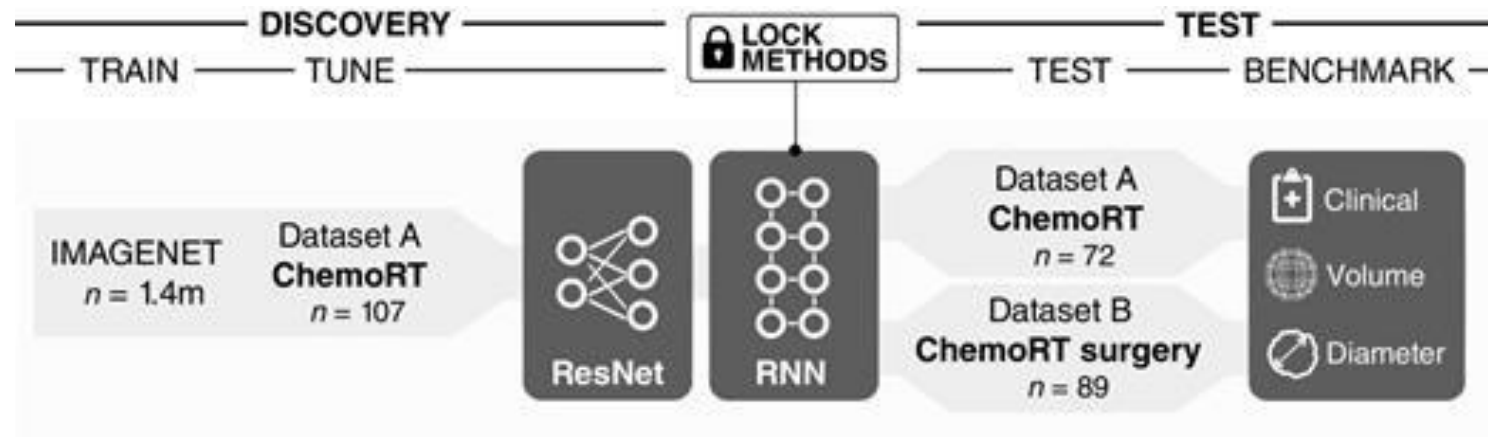 DISCOVERY
LOCK
METHODS
TEST
TRAIN
TUNE
TEST
BENCHMARK
IMAGENET
n = 1.4m
Dataset A
ChemoRT
n = 107
ResNet
RNN
Dataset A
ChemoRT
n = 72
Dataset B
ChemoRT surgery
n = 89
Clinical
Volume
Diameter